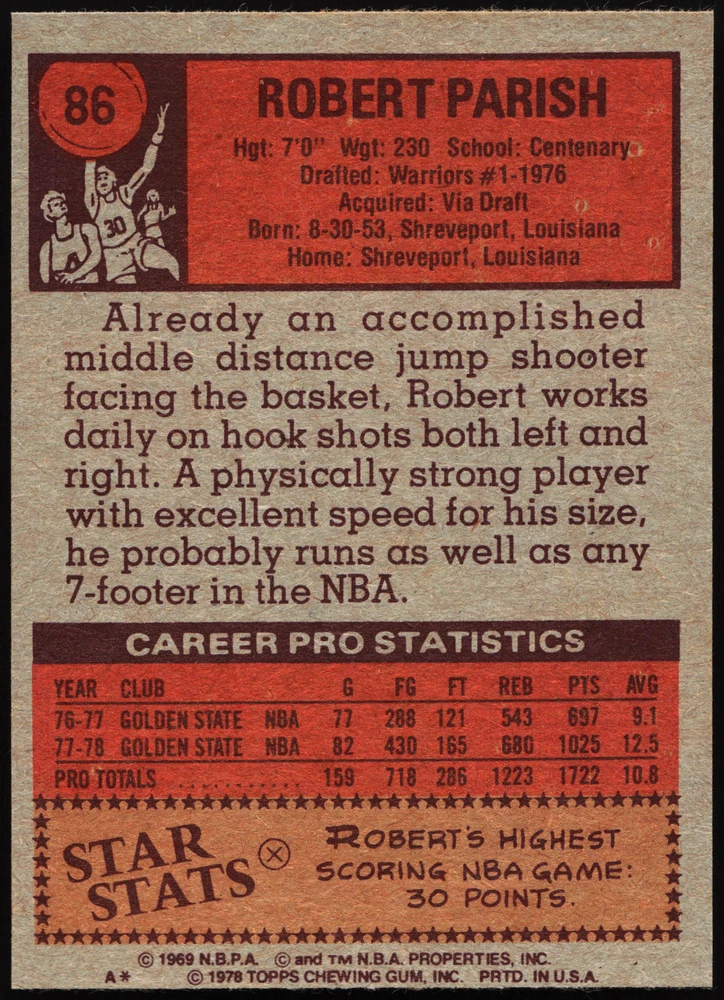 86
ROBERT PARISH
Hgt: 7'0" Wgt: 230 School: Centenary
Drafted: Warriors #1-1976
Acquired: Via Draft
Born: 8-30-53, Shreveport, Louisiana
Home: Shreveport, Louisiana
30
4
Already an accomplished
middle distance jump shooter
facing the basket, Robert works
daily on hook shots both left and
right. A physically strong player
with excellent speed for his size,
he probably runs as well as any
7-footer in the NBA.
CAREER PRO STATISTICS
YEAR CLUB G FG FT REB PTS AVG
76-77 GOLDEN STATE NBA 77 288 121 543 697 9.1
77-78 GOLDEN STATE NBA 82 430 165 680 1025 12.5
PRO TOTALS ............ 159 718 286 1223 1722 10.8
STAR
STATS
ROBERT'S HIGHEST
SCORING NBA GAME:
30 POINTS.
© 1969 N.B.P.A. © and TM N.B.A. PROPERTIES, INC.
A* © 1978 TOPPS CHEWING GUM, INC. PRTD. IN U.S.A.